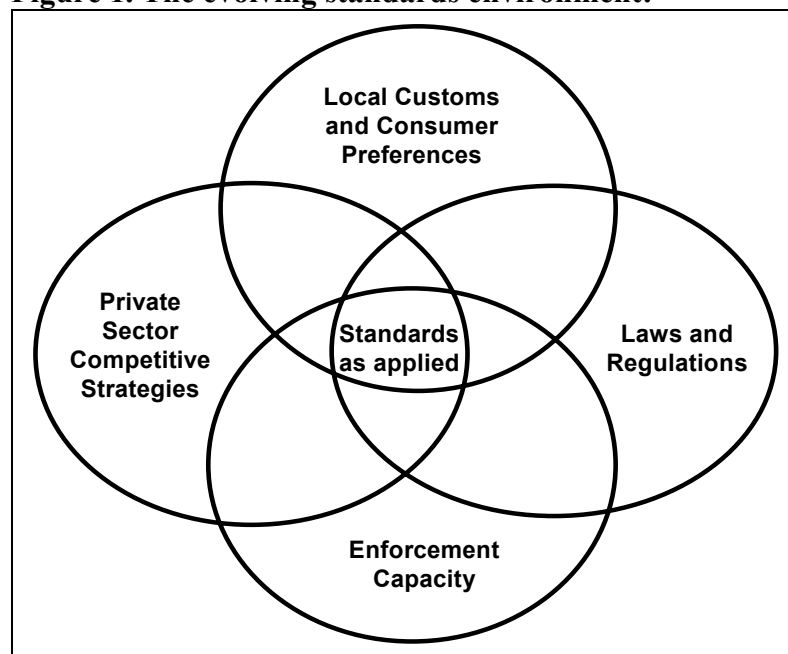 Figure 1. The evolving standards environment.
Local Customs
and Consumer
Preferences
Private
Sector
Competitive
Strategies
Standards
as applied
Laws and
Regulations
Enforcement
Capacity